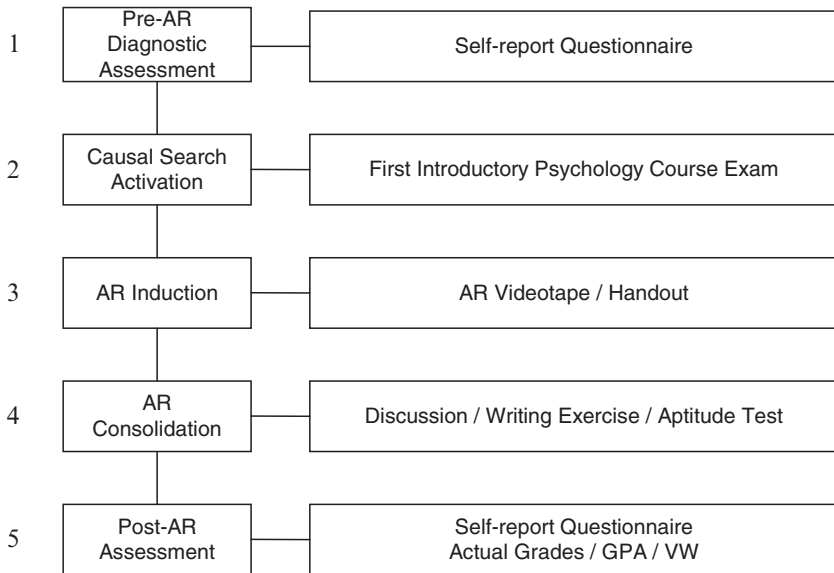 1
Pre-AR
Diagnostic
Assessment
Self-report Questionnaire
2
Causal Search
Activation
First Introductory Psychology Course Exam
3
AR Induction
AR Videotape / Handout
4
AR
Consolidation
Discussion / Writing Exercise / Aptitude Test
5
Post-AR
Assessment
Self-report Questionnaire
Actual Grades / GPA / VW